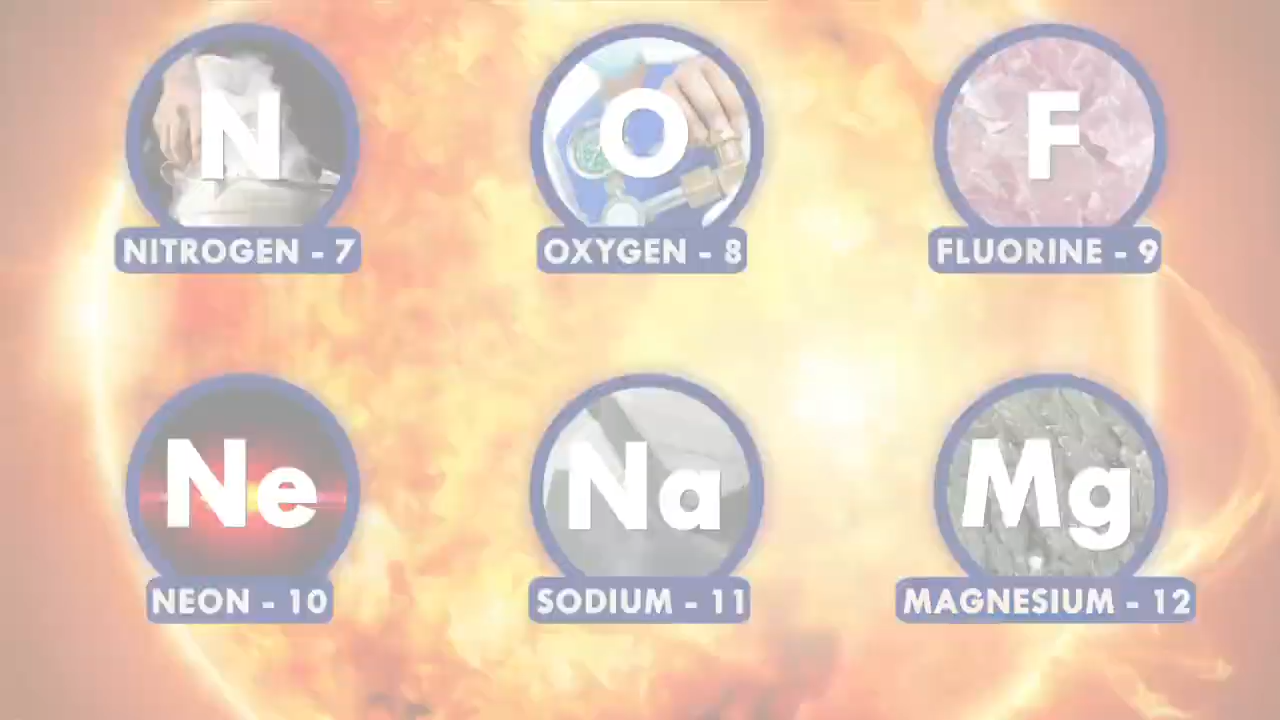 N
O
F
NITROGEN - 7
OXYGEN - 8
FLUORINE - 9
Ne
Na
Mg
NEON - 10
SODIUM - 11
MAGNESIUM - 12